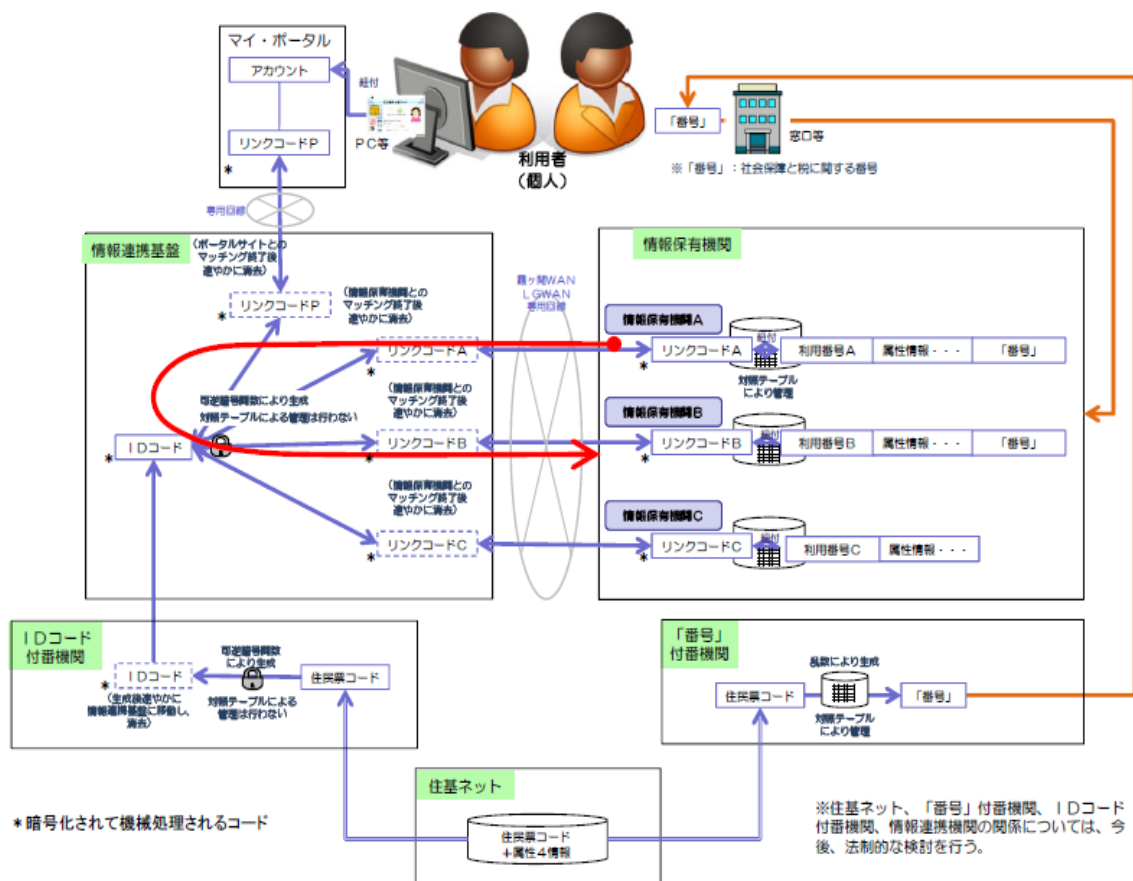 マイ・ポータル
アカウント
リンクコードP
*
紐付
PC等
利用者
(個人)
「番号」
窓口等
※「番号」：社会保障と税に関する番号
専用回線
情報連携基盤
(ポータルサイトとの
マッチング終了後
速やかに消去)
リンクコードP
*
(情報保有機関との
マッチング終了後
速やかに消去)
リンクコードA
*
可逆暗号関数により生成
対照テーブルによる管理は行わない
(情報保有機関との
マッチング終了後
速やかに消去)
IDコード
*
リンクコードB
*
(情報保有機関との
マッチング終了後
速やかに消去)
リンクコードC
*
霞ヶ関WAN
LGWAN
専用回線
情報保有機関
情報保有機関A
リンクコードA
*
紐付
対照テーブル
により管理
利用番号A
属性情報・・・
「番号」
情報保有機関B
リンクコードB
*
紐付
利用番号B
属性情報・・・
「番号」
情報保有機関C
リンクコードC
*
紐付
利用番号C
属性情報・・・
IDコード
付番機関
IDコード
*
(生成後速やかに
情報連携基盤に移動し、
消去)
可逆暗号関数
により生成
対照テーブルによる
管理は行わない
住民票コード
「番号」
付番機関
住民票コード
乱数により生成
対照テーブル
により管理
「番号」
住基ネット
住民票コード
+属性4情報
*暗号化されて機械処理されるコード
※住基ネット、「番号」付番機関、IDコード
付番機関、情報連携機関の関係については、今
後、法制的な検討を行う。